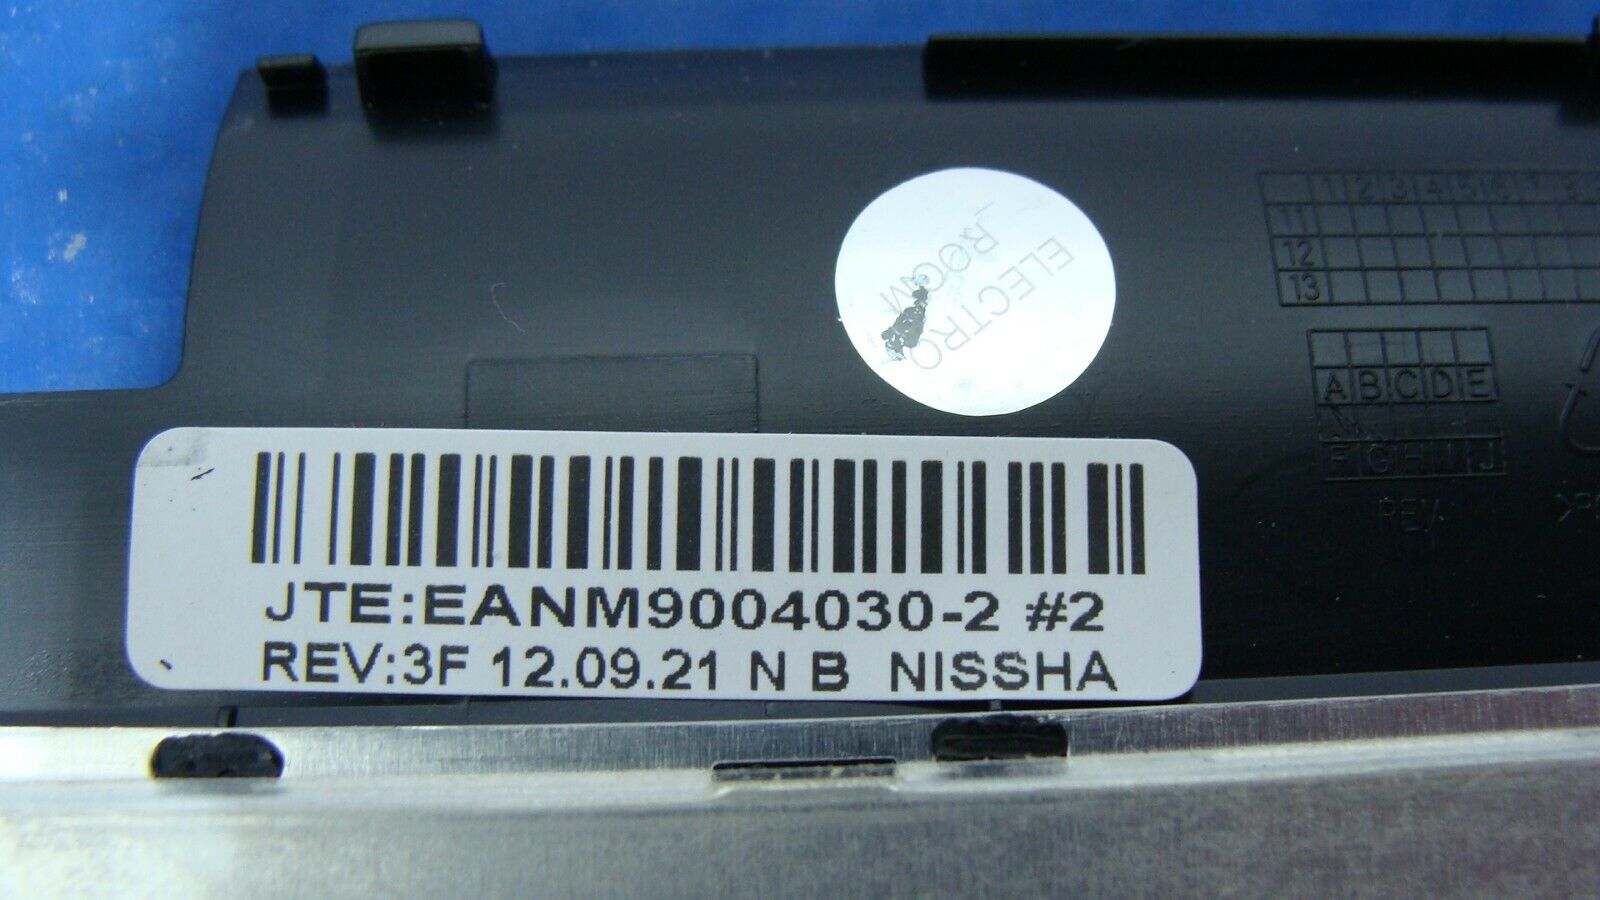 ELECTRO
ROOM
1 2 3 4 5 6 7 8
11
12
13
A B C D E
F G H I J
REV
JTE:EANM9004030-2 #2
REV:3F 12.09.21 N B NISSHA